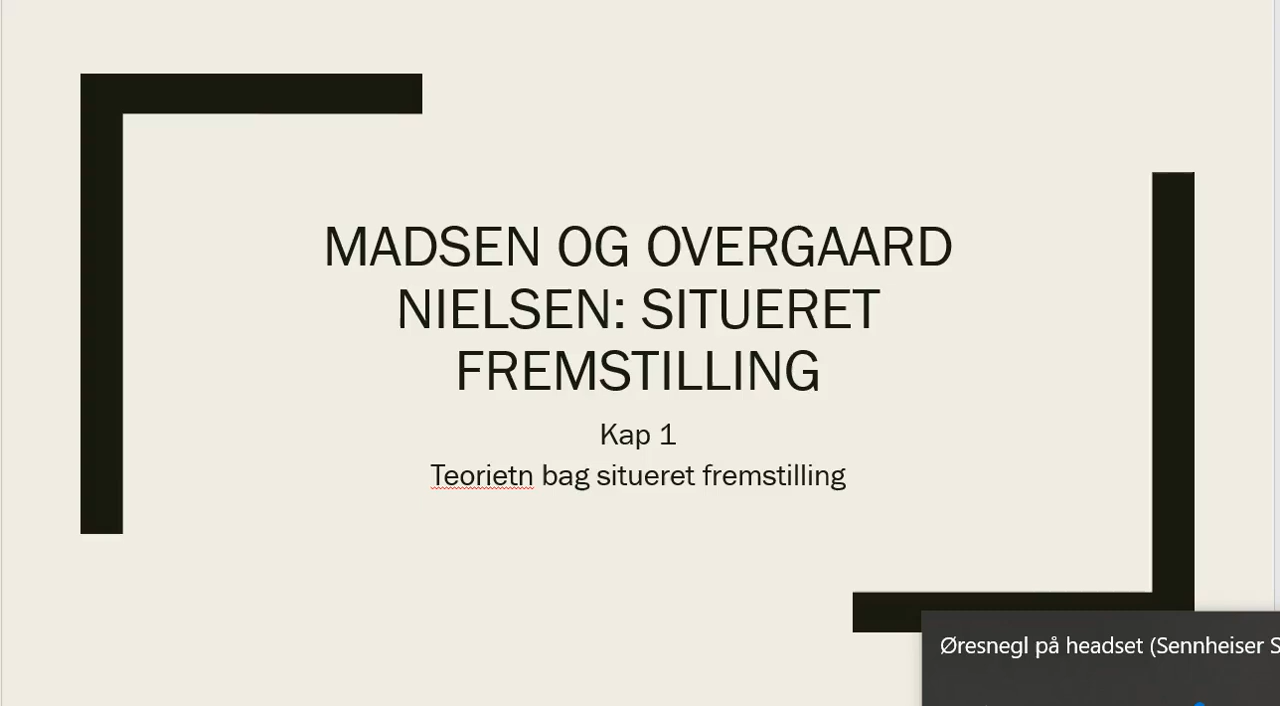 MADSEN OG OVERGAARD
NIELSEN: SITUERET
FREMSTILLING
Kap 1
Teorietn bag situeret fremstilling
Øresnegl på headset (Sennheiser S